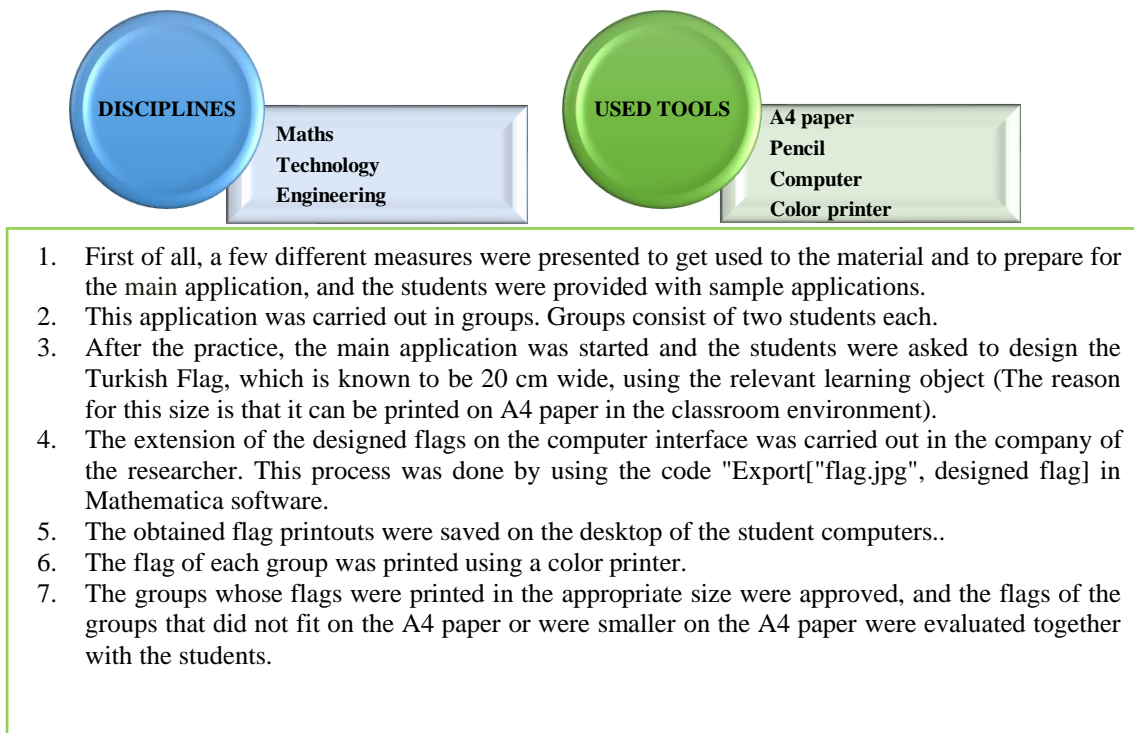 DISCIPLINES
Maths
Technology
Engineering
USED TOOLS
A4 paper
Pencil
Computer
Color printer
1. First of all, a few different measures were presented to get used to the material and to prepare for
the main application, and the students were provided with sample applications.
2. This application was carried out in groups. Groups consist of two students each.
3. After the practice, the main application was started and the students were asked to design the
Turkish Flag, which is known to be 20 cm wide, using the relevant learning object (The reason
for this size is that it can be printed on A4 paper in the classroom environment).
4. The extension of the designed flags on the computer interface was carried out in the company of
the researcher. This process was done by using the code "Export["flag.jpg", designed flag] in
Mathematica software.
5. The obtained flag printouts were saved on the desktop of the student computers..
6. The flag of each group was printed using a color printer.
7. The groups whose flags were printed in the appropriate size were approved, and the flags of the
groups that did not fit on the A4 paper or were smaller on the A4 paper were evaluated together
with the students.